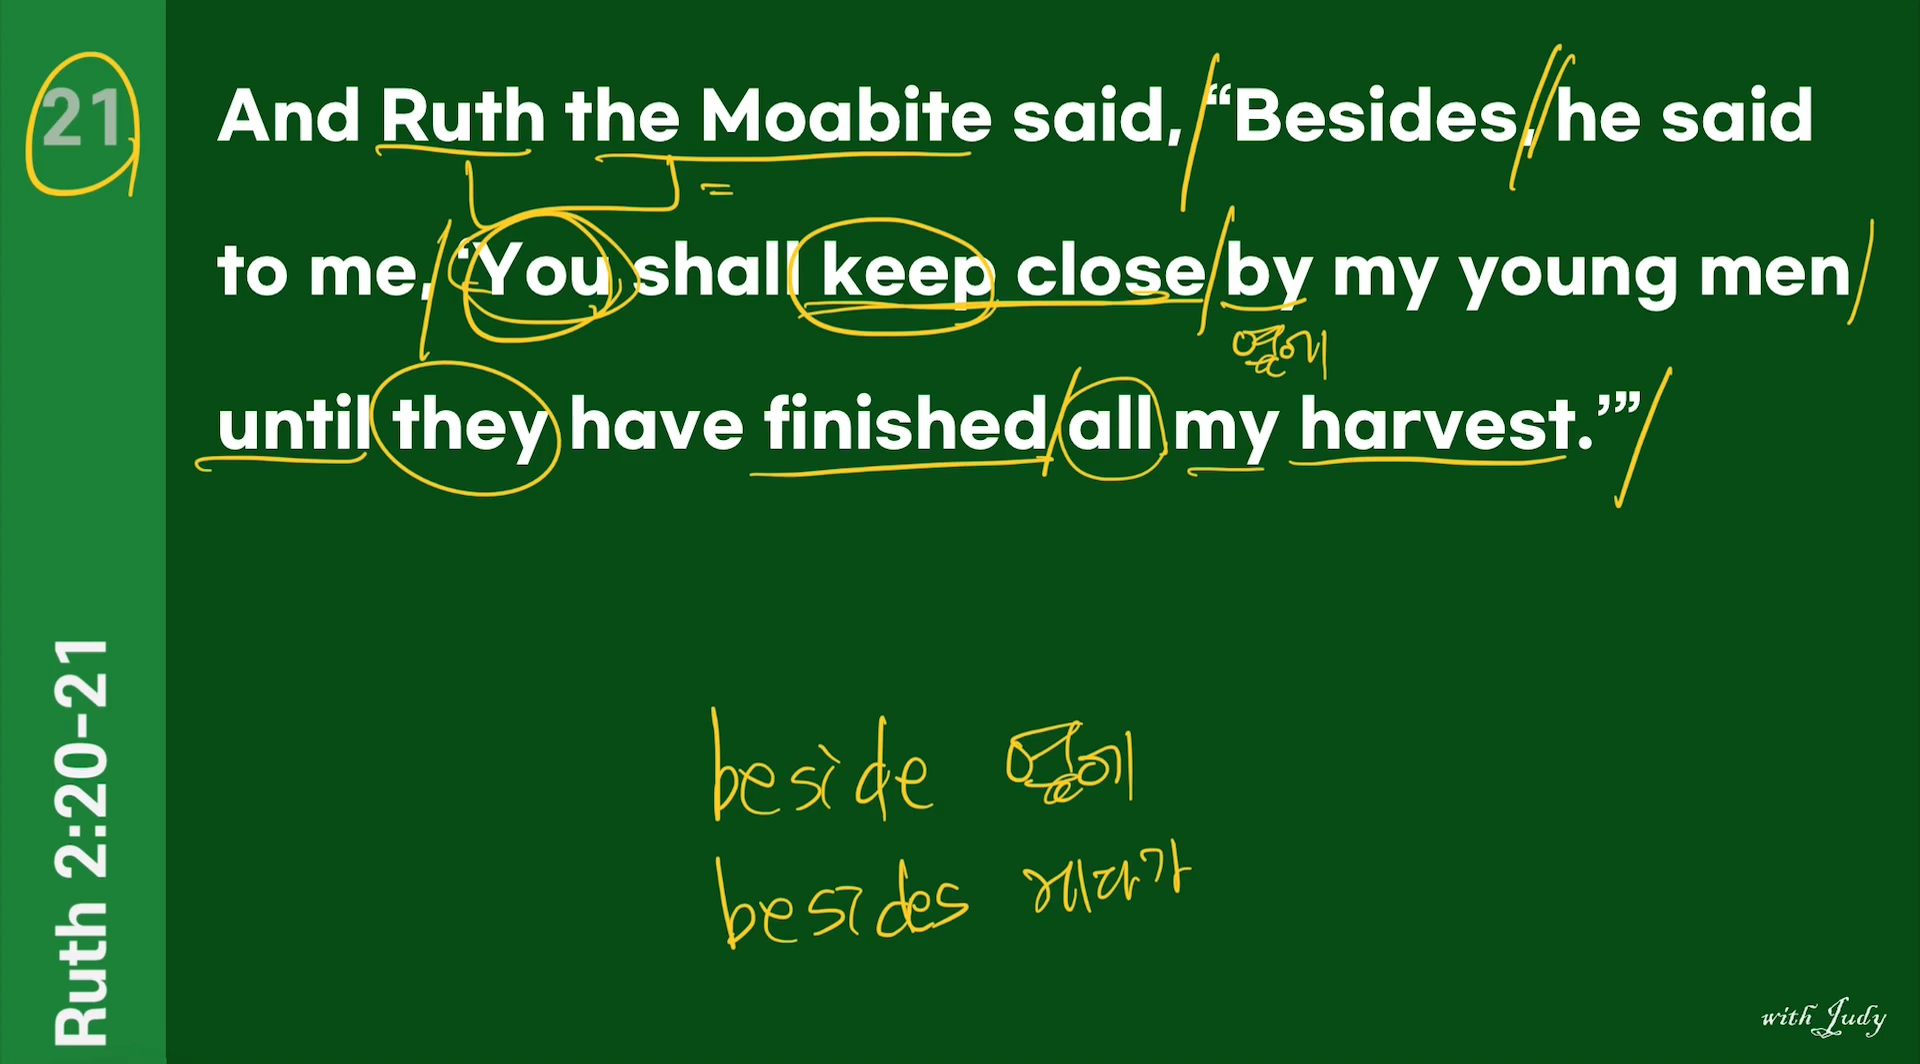 21
And Ruth the Moabite said, “Besides, he said
to me, ‘You shall keep close by my young men
옆에
until they have finished all my harvest.’”
beside 옆에
besides 게다가
Ruth 2:20-21
with Judy